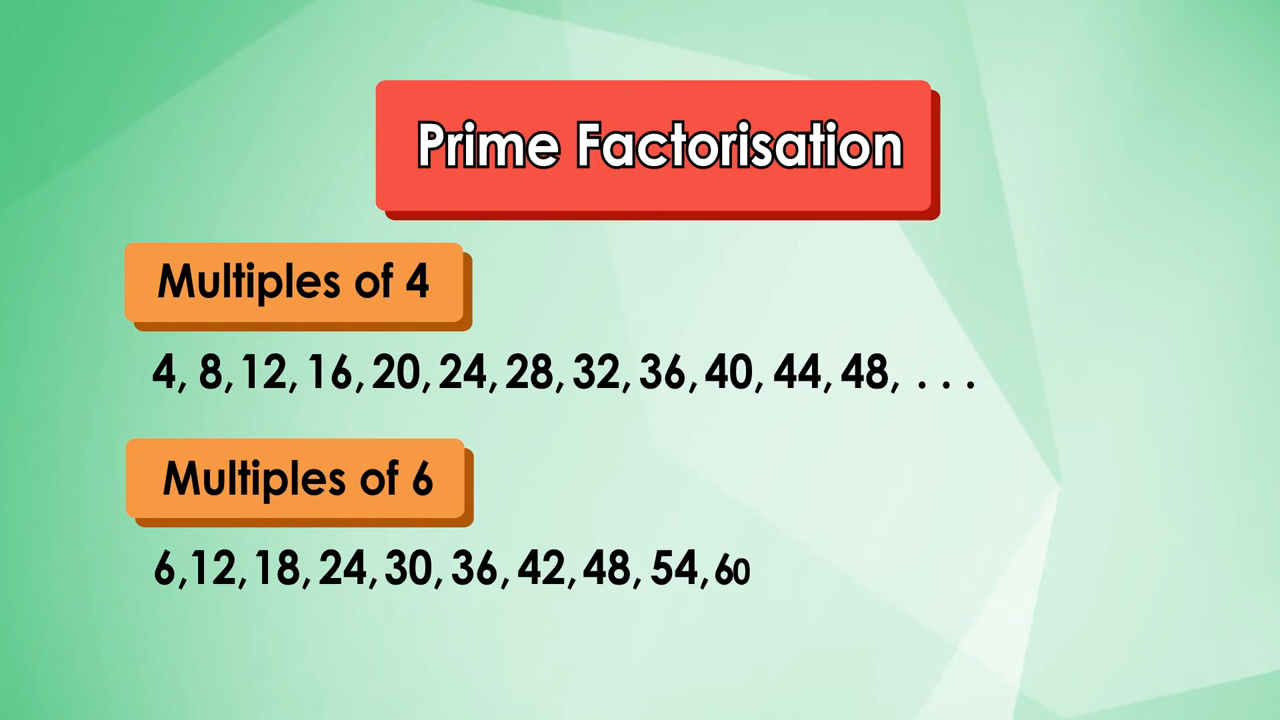 Prime Factorisation
Multiples of 4
4, 8, 12, 16, 20, 24, 28, 32, 36, 40, 44, 48, . . .
Multiples of 6
6, 12, 18, 24, 30, 36, 42, 48, 54, 60